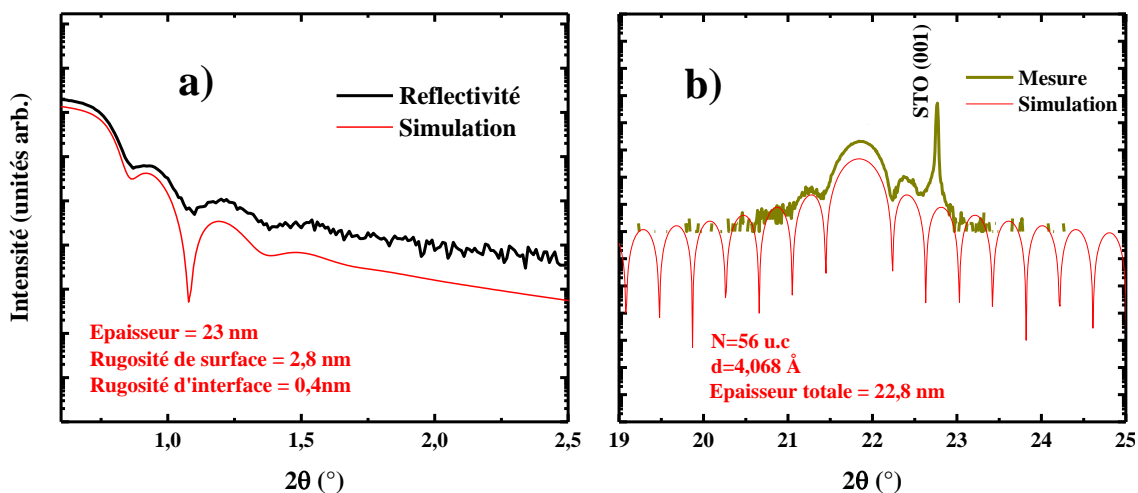 Intensité (unités arb.)
a)
Reflectivité
Simulation
Epaisseur = 23 nm
Rugosité de surface = 2,8 nm
Rugosité d'interface = 0,4nm
1,0 1,5 2,0 2,5
2θ (°)
b)
STO (001)
Mesure
Simulation
N=56 u.c
d=4,068 Å
Epaisseur totale = 22,8 nm
19 20 21 22 23 24 25
2θ (°)